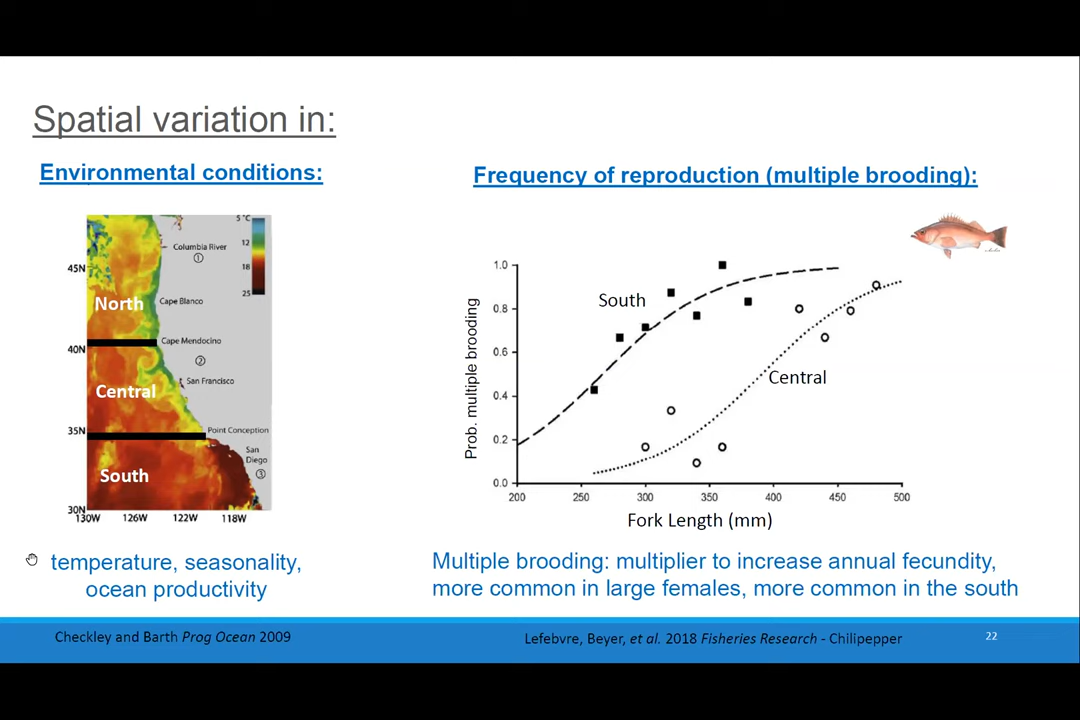 Spatial variation in:
Environmental conditions:
Frequency of reproduction (multiple brooding):
5 °C
12
18
25
Columbia River
①
45N
North
Cape Blanco
Cape Mendocino
40N
②
San Francisco
Central
35N
Point Conception
San
Diego
③
South
30N
130W 126W 122W 118W
Prob. multiple brooding
1.0
0.8
0.6
0.4
0.2
0.0
South
Central
200 250 300 350 400 450 500
Fork Length (mm)
temperature, seasonality,
ocean productivity
Multiple brooding: multiplier to increase annual fecundity,
more common in large females, more common in the south
Checkley and Barth Prog Ocean 2009
Lefebvre, Beyer, et al. 2018 Fisheries Research - Chilipepper
22